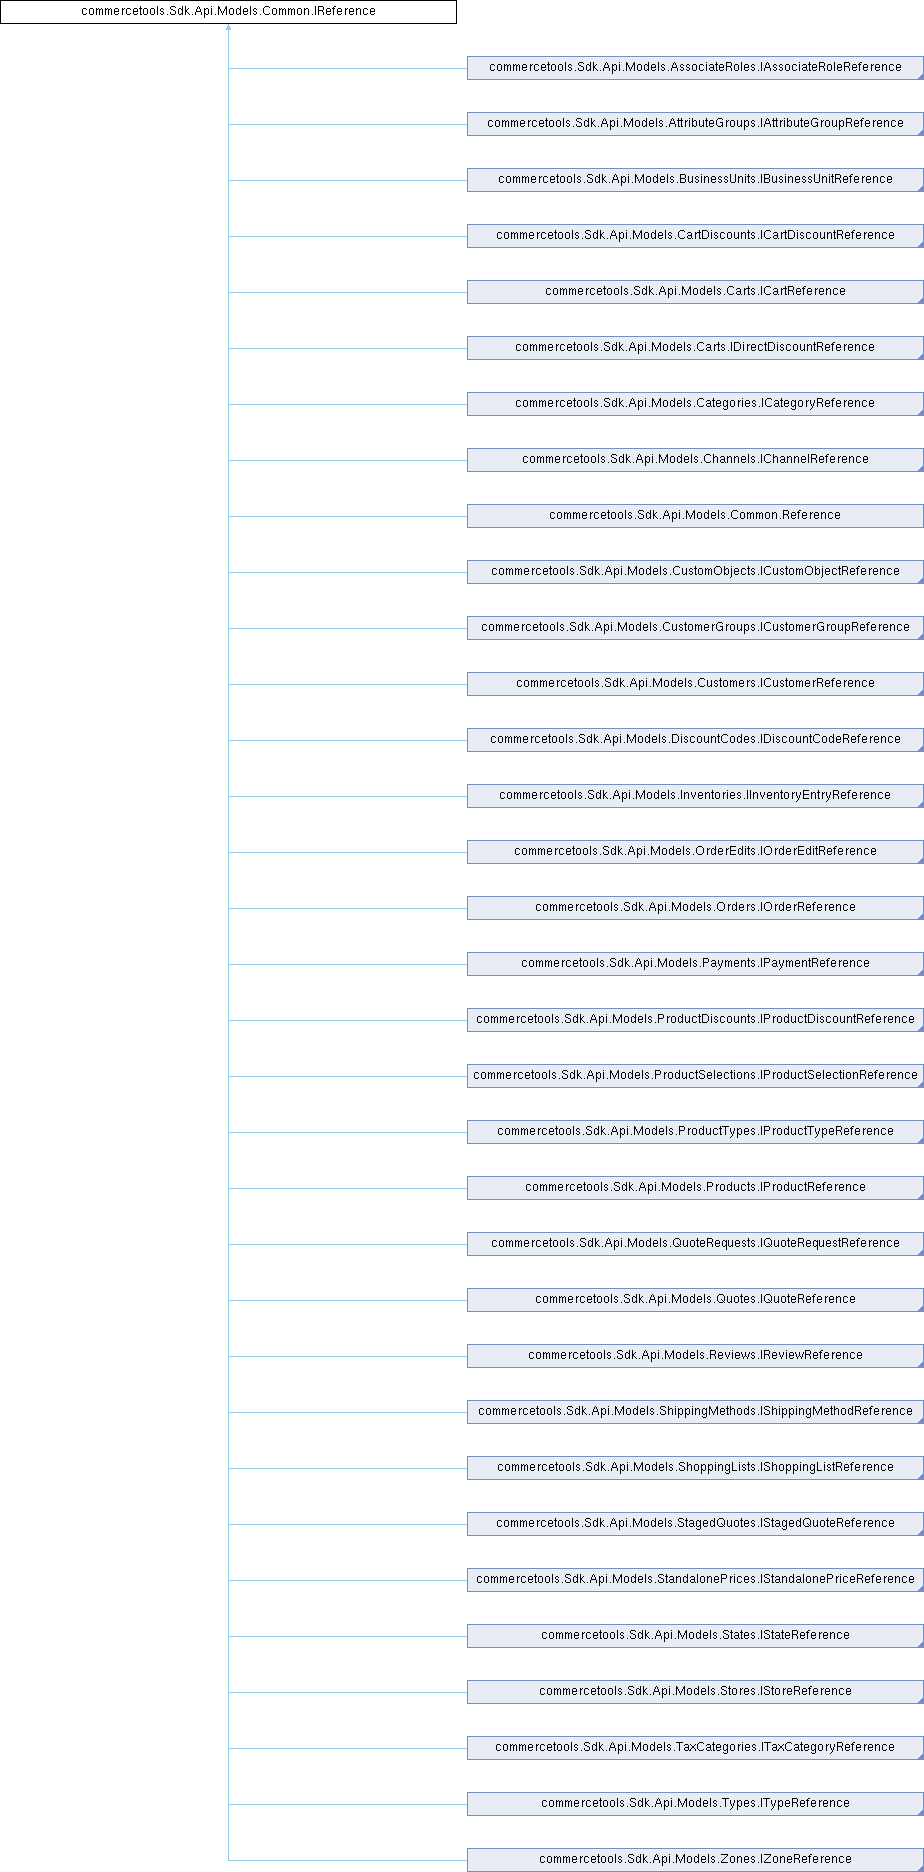 commercetools.Sdk.Api.Models.Common.IReference
commercetools.Sdk.Api.Models.AssociateRoles.IAssociateRoleReference
commercetools.Sdk.Api.Models.AttributeGroups.IAttributeGroupReference
commercetools.Sdk.Api.Models.BusinessUnits.IBusinessUnitReference
commercetools.Sdk.Api.Models.CartDiscounts.ICartDiscountReference
commercetools.Sdk.Api.Models.Carts.ICartReference
commercetools.Sdk.Api.Models.Carts.IDirectDiscountReference
commercetools.Sdk.Api.Models.Categories.ICategoryReference
commercetools.Sdk.Api.Models.Channels.IChannelReference
commercetools.Sdk.Api.Models.Common.Reference
commercetools.Sdk.Api.Models.CustomObjects.ICustomObjectReference
commercetools.Sdk.Api.Models.CustomerGroups.ICustomerGroupReference
commercetools.Sdk.Api.Models.Customers.ICustomerReference
commercetools.Sdk.Api.Models.DiscountCodes.IDiscountCodeReference
commercetools.Sdk.Api.Models.Inventories.IInventoryEntryReference
commercetools.Sdk.Api.Models.OrderEdits.IOrderEditReference
commercetools.Sdk.Api.Models.Orders.IOrderReference
commercetools.Sdk.Api.Models.Payments.IPaymentReference
commercetools.Sdk.Api.Models.ProductDiscounts.IProductDiscountReference
commercetools.Sdk.Api.Models.ProductSelections.IProductSelectionReference
commercetools.Sdk.Api.Models.ProductTypes.IProductTypeReference
commercetools.Sdk.Api.Models.Products.IProductReference
commercetools.Sdk.Api.Models.QuoteRequests.IQuoteRequestReference
commercetools.Sdk.Api.Models.Quotes.IQuoteReference
commercetools.Sdk.Api.Models.Reviews.IReviewReference
commercetools.Sdk.Api.Models.ShippingMethods.IShippingMethodReference
commercetools.Sdk.Api.Models.ShoppingLists.IShoppingListReference
commercetools.Sdk.Api.Models.StagedQuotes.IStagedQuoteReference
commercetools.Sdk.Api.Models.StandalonePrices.IStandalonePriceReference
commercetools.Sdk.Api.Models.States.IStateReference
commercetools.Sdk.Api.Models.Stores.IStoreReference
commercetools.Sdk.Api.Models.TaxCategories.ITaxCategoryReference
commercetools.Sdk.Api.Models.Types.ITypeReference
commercetools.Sdk.Api.Models.Zones.IZoneReference